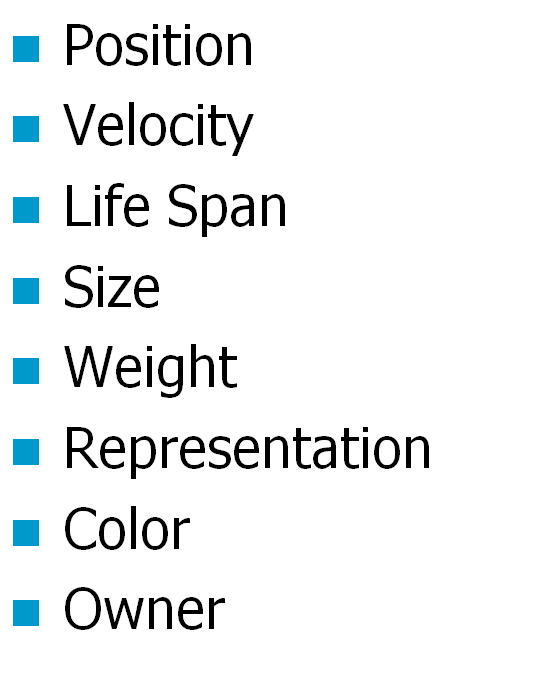 Position
Velocity
Life Span
Size
Weight
Representation
Color
Owner